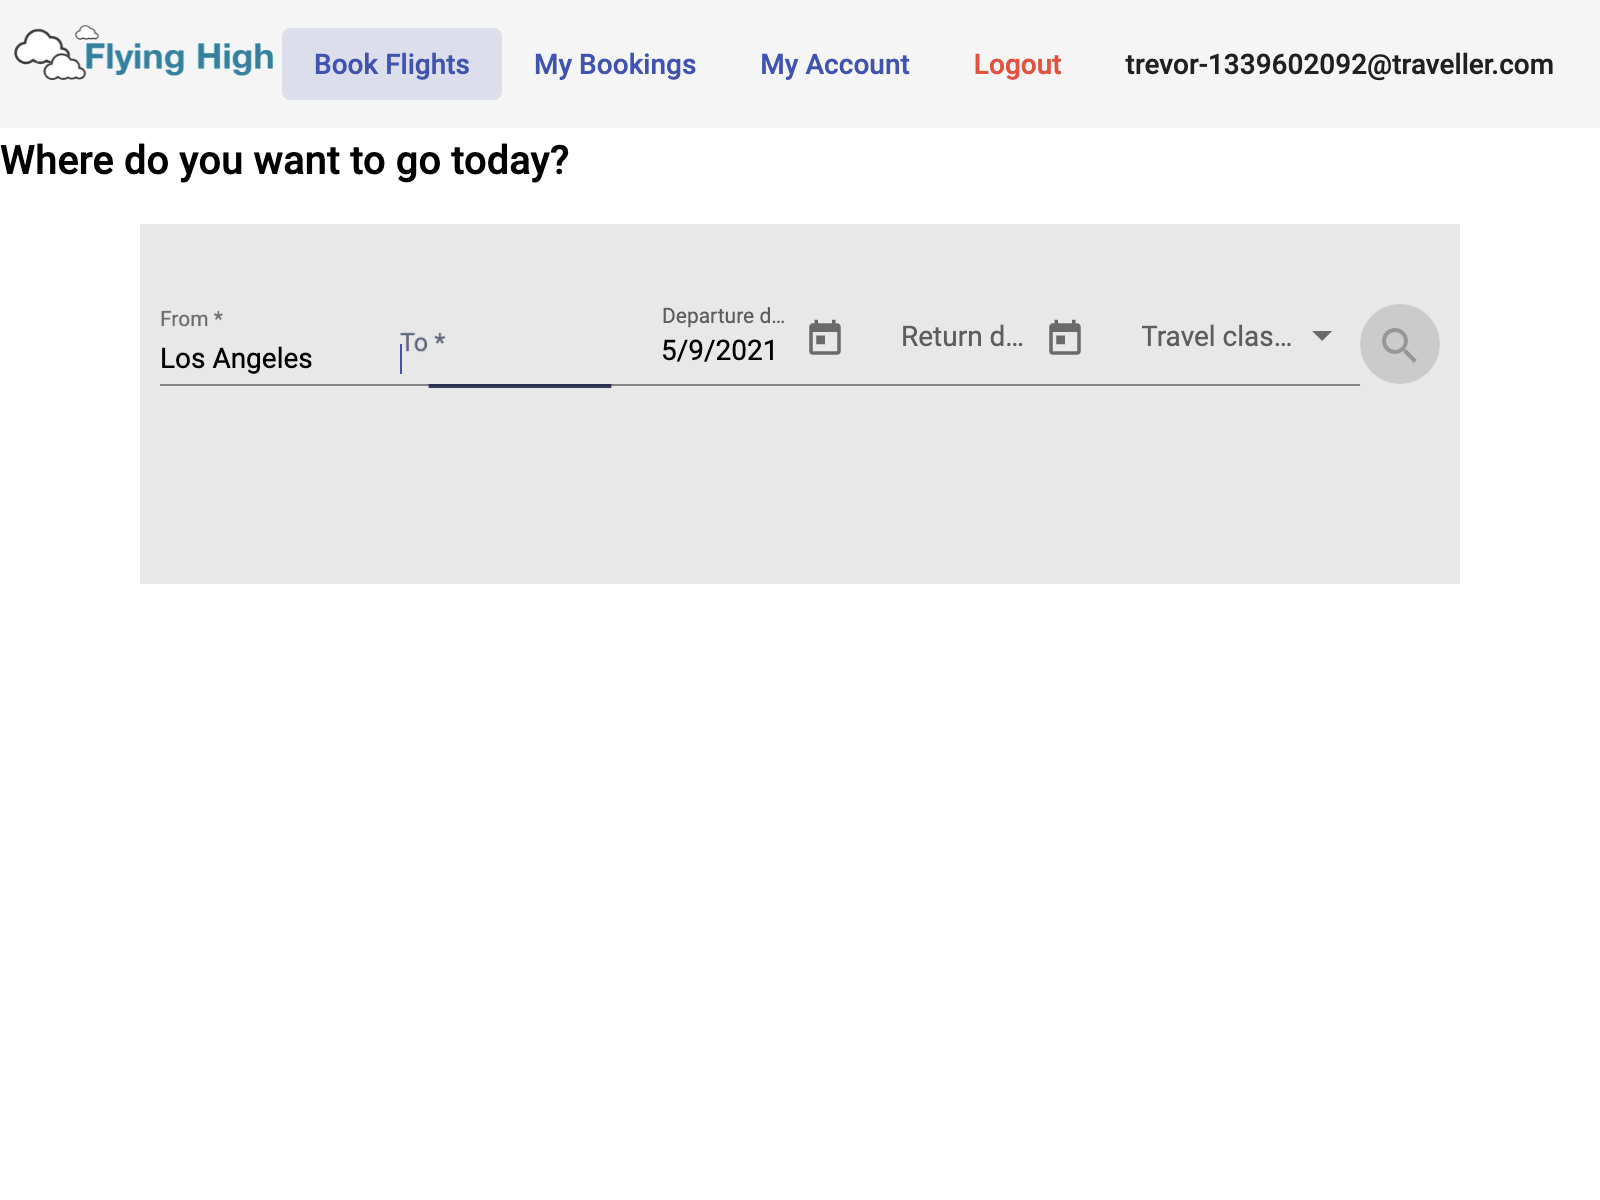 Flying High
Book Flights
My Bookings
My Account
Logout
trevor-1339602092@traveller.com
Where do you want to go today?
From *
Los Angeles
To *
Departure d...
5/9/2021
Return d...
Travel clas...